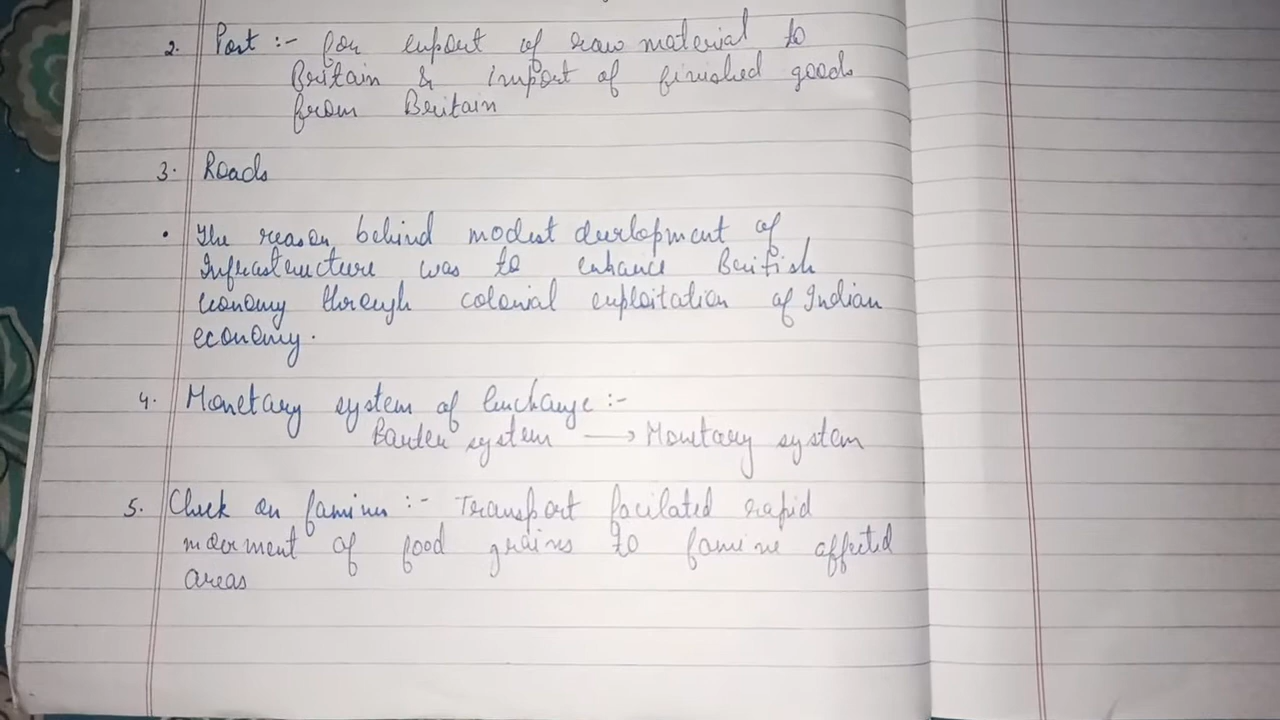 2. Port :- for export of raw material to
Britain & import of finished goods
from Britain
3. Roads
• The reason behind modest development of
Infrastructure was to enhance British
economy through colonial exploitation of Indian
economy.
4. Monetary system of Exchange :-
Barter system → Monetary system
5. Check on famines :- Transport facilated rapid
movement of food grains to famine affected
areas